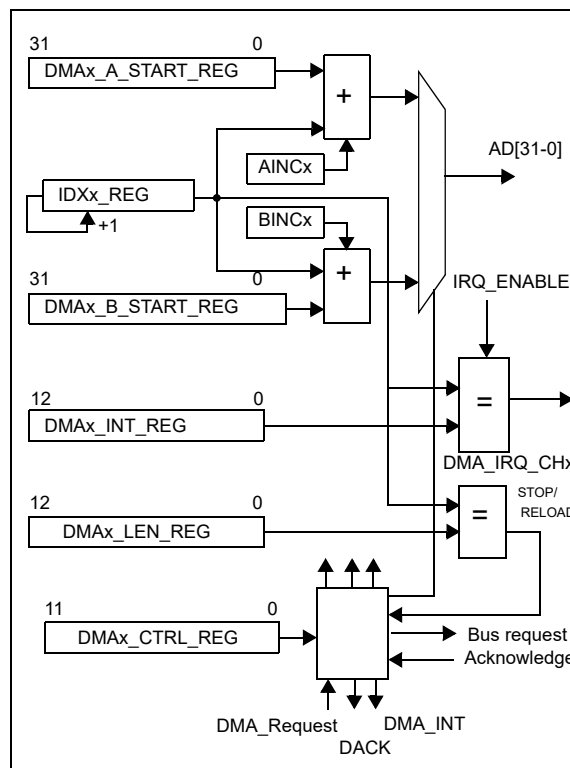 31 0
DMAx_A_START_REG
+
AD[31-0]
AINCx
IDXx_REG
+1
BINCx
31 0
DMAx_B_START_REG
+
IRQ_ENABLE
12 0
DMAx_INT_REG
=
DMA_IRQ_CHx
12 0
DMAx_LEN_REG
=
STOP/
RELOAD
11 0
DMAx_CTRL_REG
Bus request
Acknowledge
DMA_Request
DMA_INT
DACK